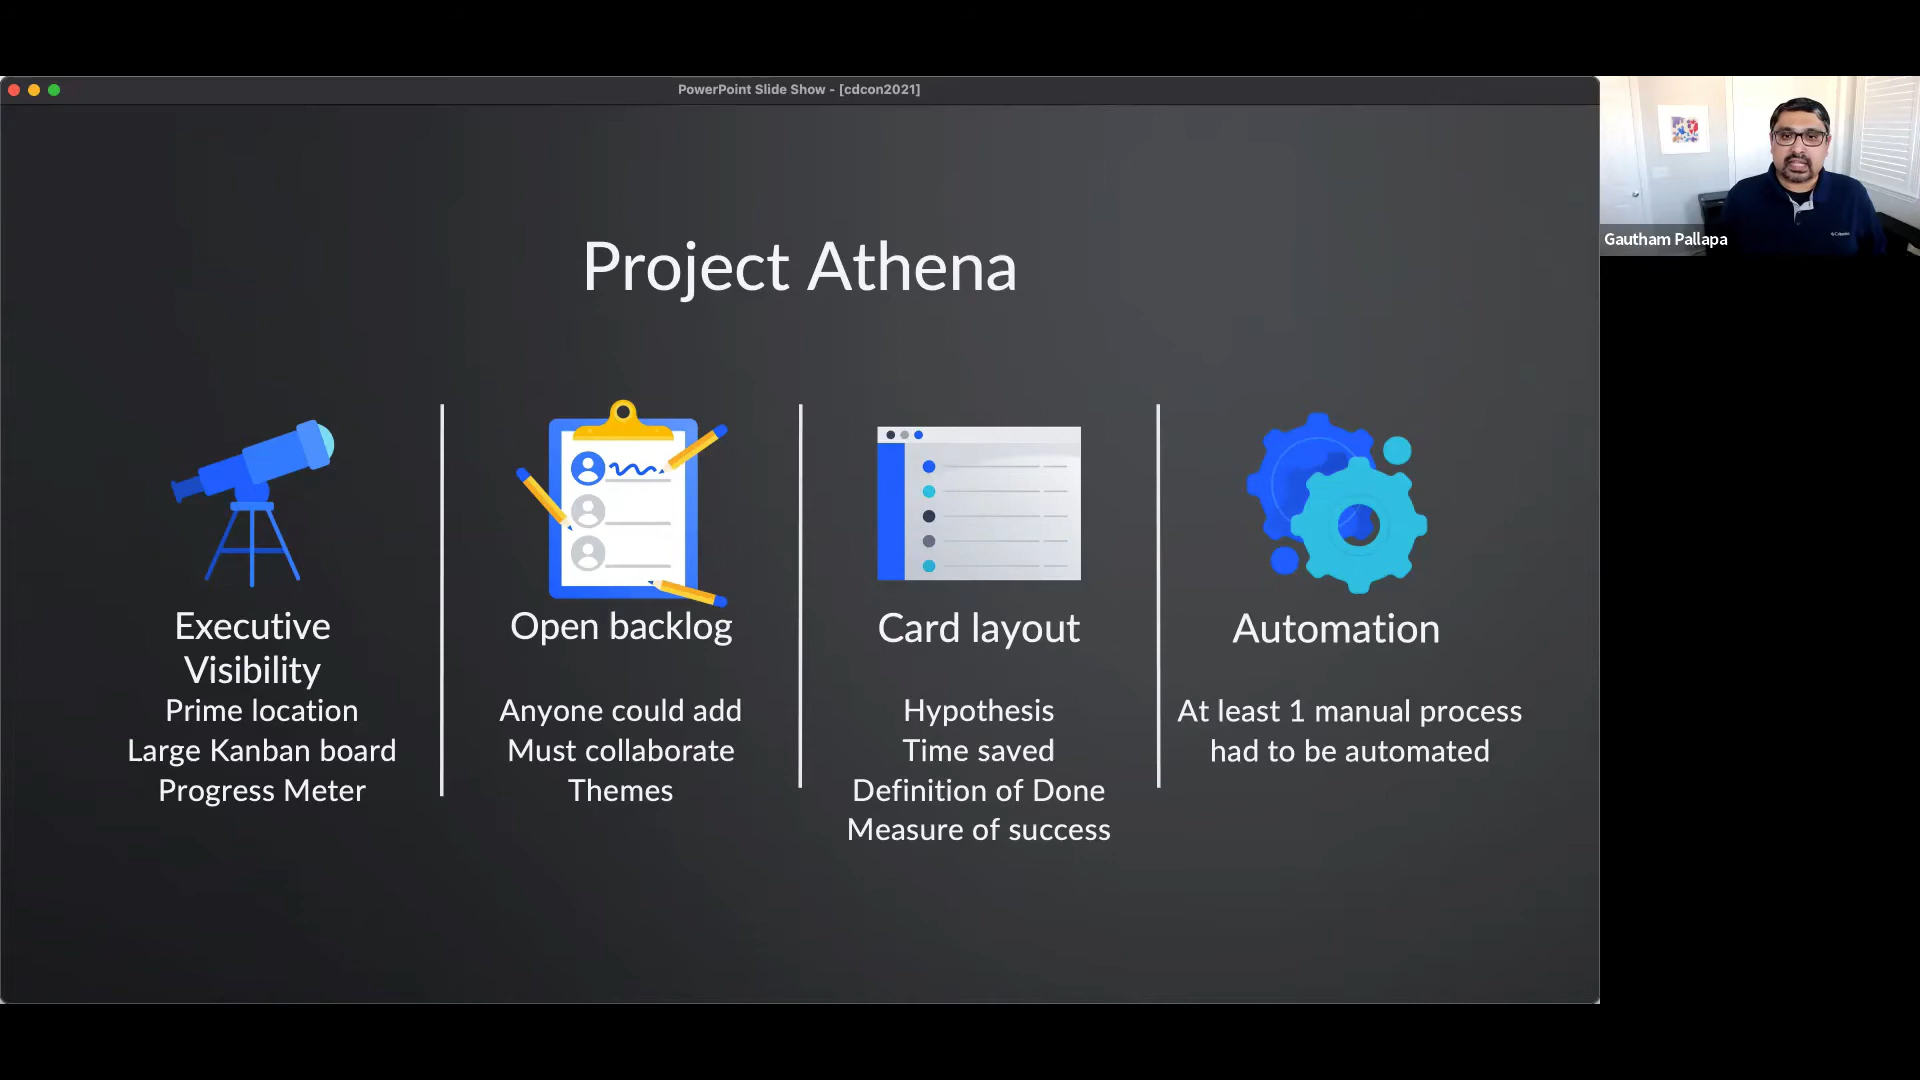 PowerPoint Slide Show - [cdcon2021]
Gautham Pallapa
Project Athena
Executive
Visibility
Prime location
Large Kanban board
Progress Meter
Open backlog
Anyone could add
Must collaborate
Themes
Card layout
Hypothesis
Time saved
Definition of Done
Measure of success
Automation
At least 1 manual process
had to be automated